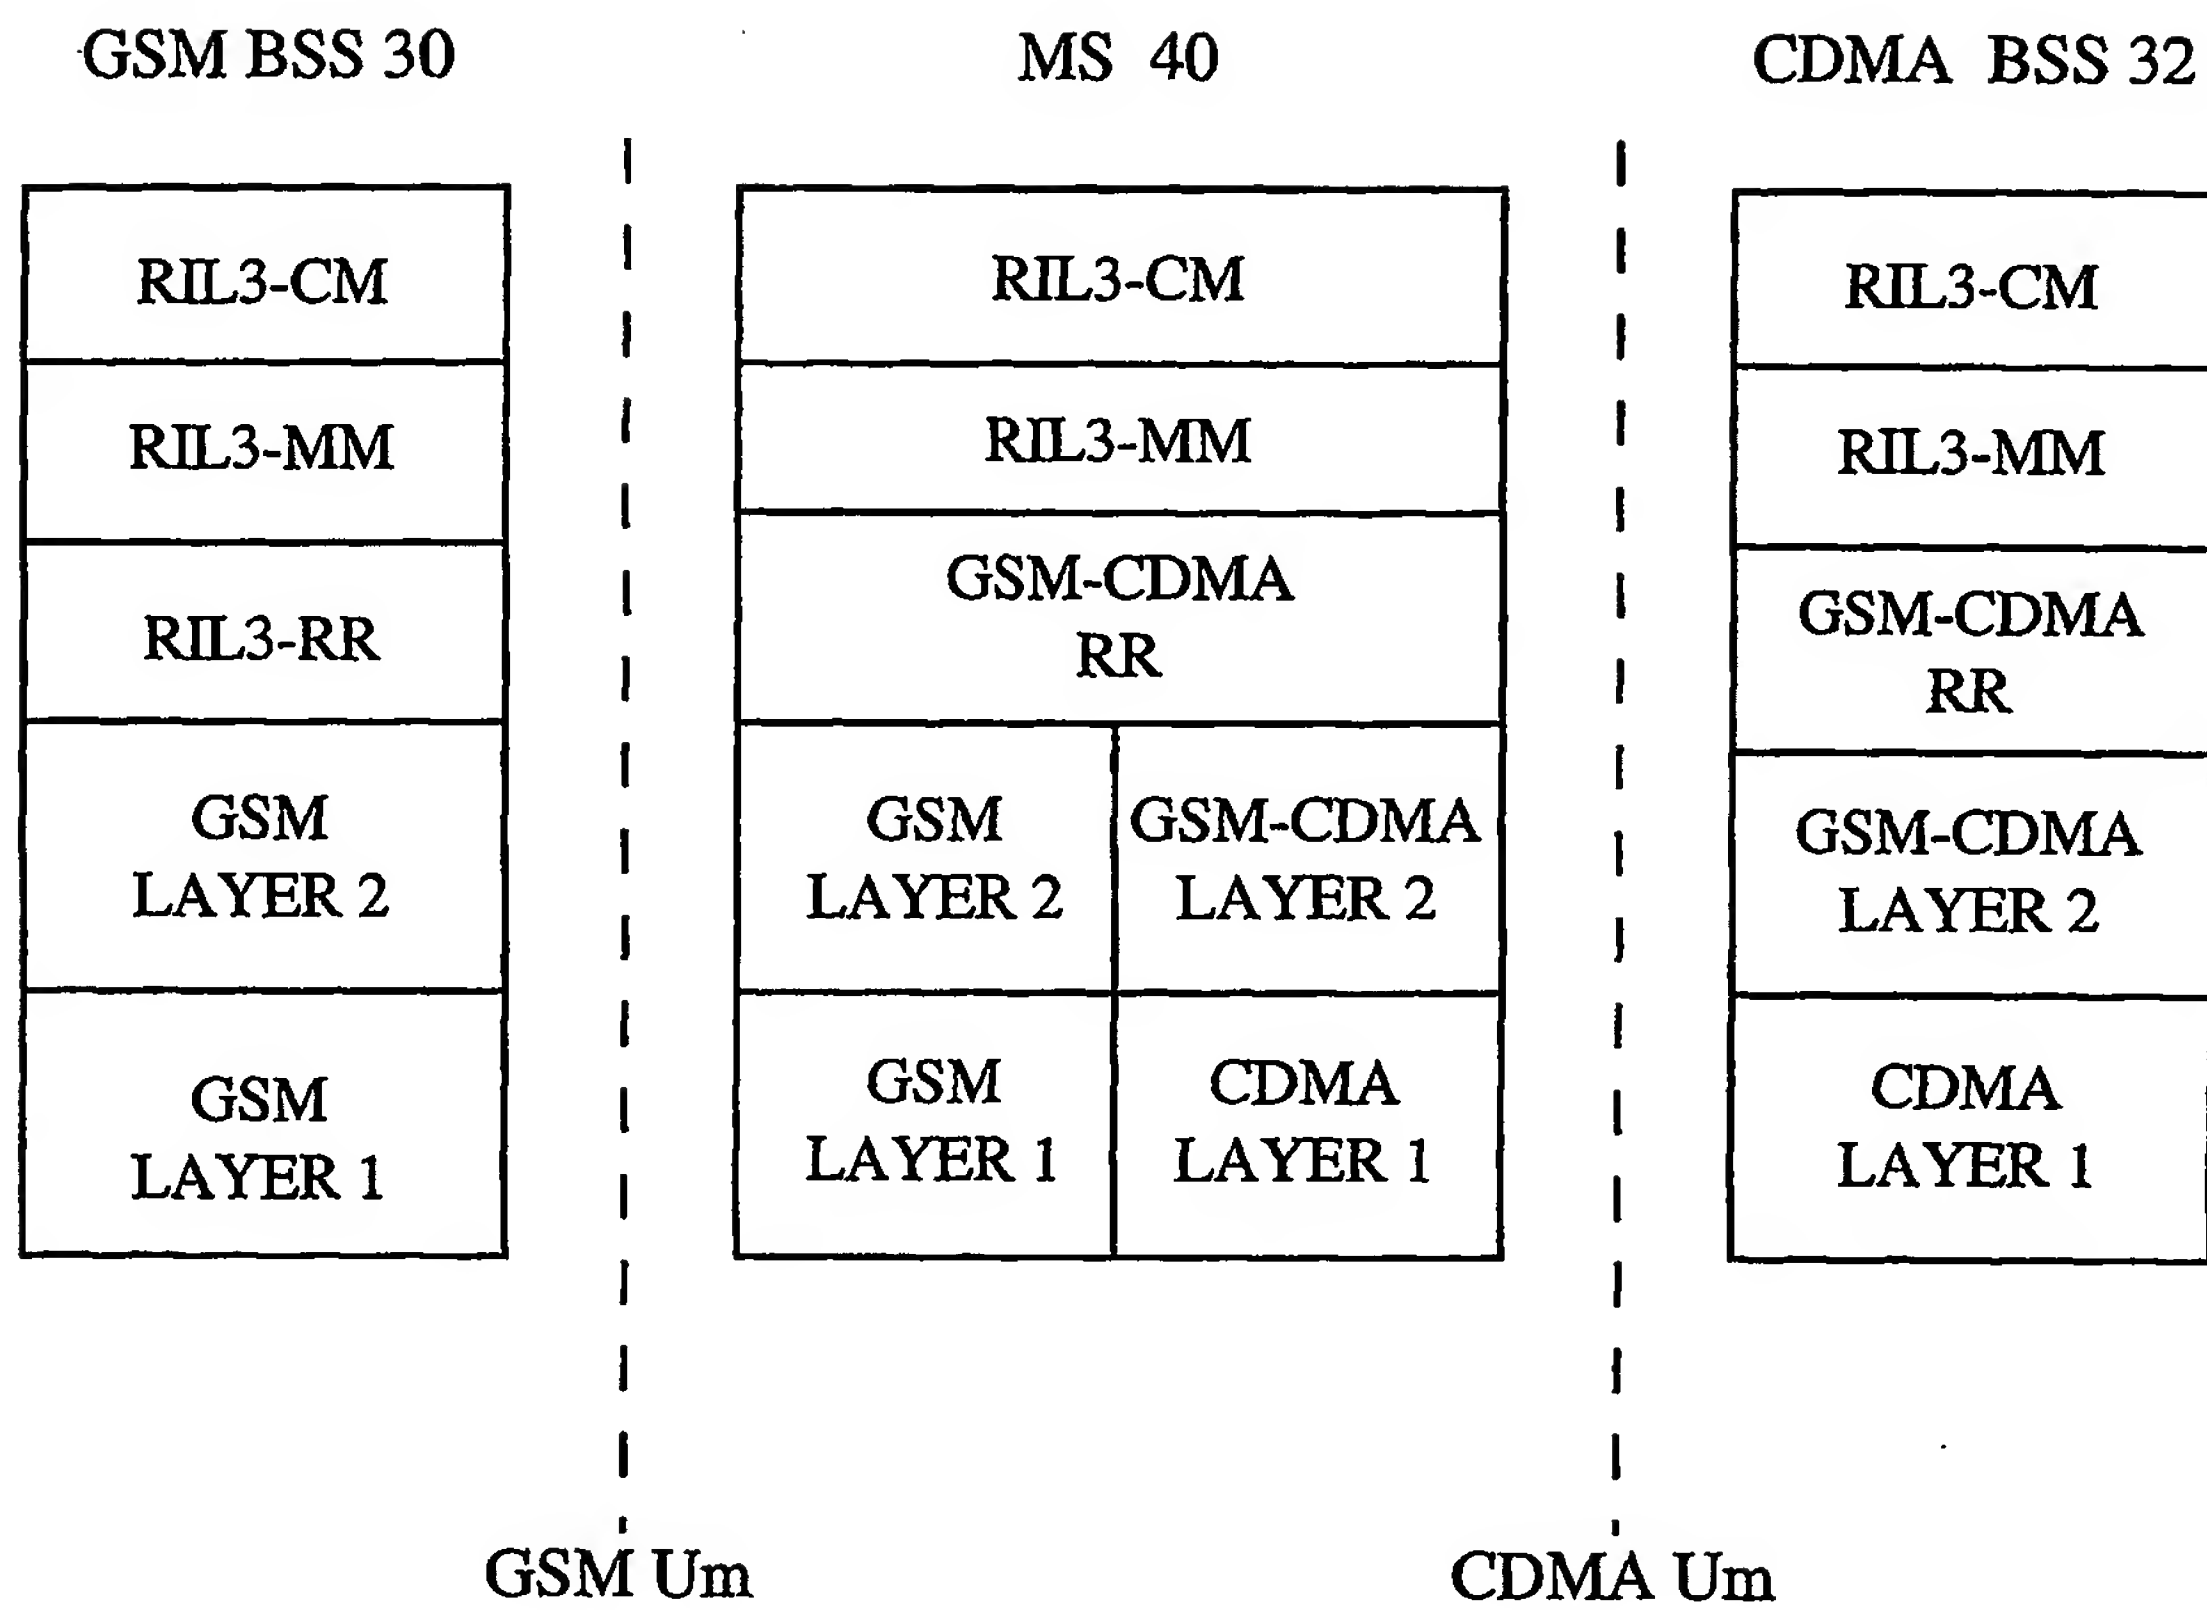 GSM BSS 30
MS 40
CDMA BSS 32
RIL3-CM
RIL3-MM
RIL3-RR
GSM
LAYER 2
GSM
LAYER 1
RIL3-CM
RIL3-MM
GSM-CDMA
RR
GSM
LAYER 2
GSM-CDMA
LAYER 2
GSM
LAYER 1
CDMA
LAYER 1
RIL3-CM
RIL3-MM
GSM-CDMA
RR
GSM-CDMA
LAYER 2
CDMA
LAYER 1
GSM Um
CDMA Um